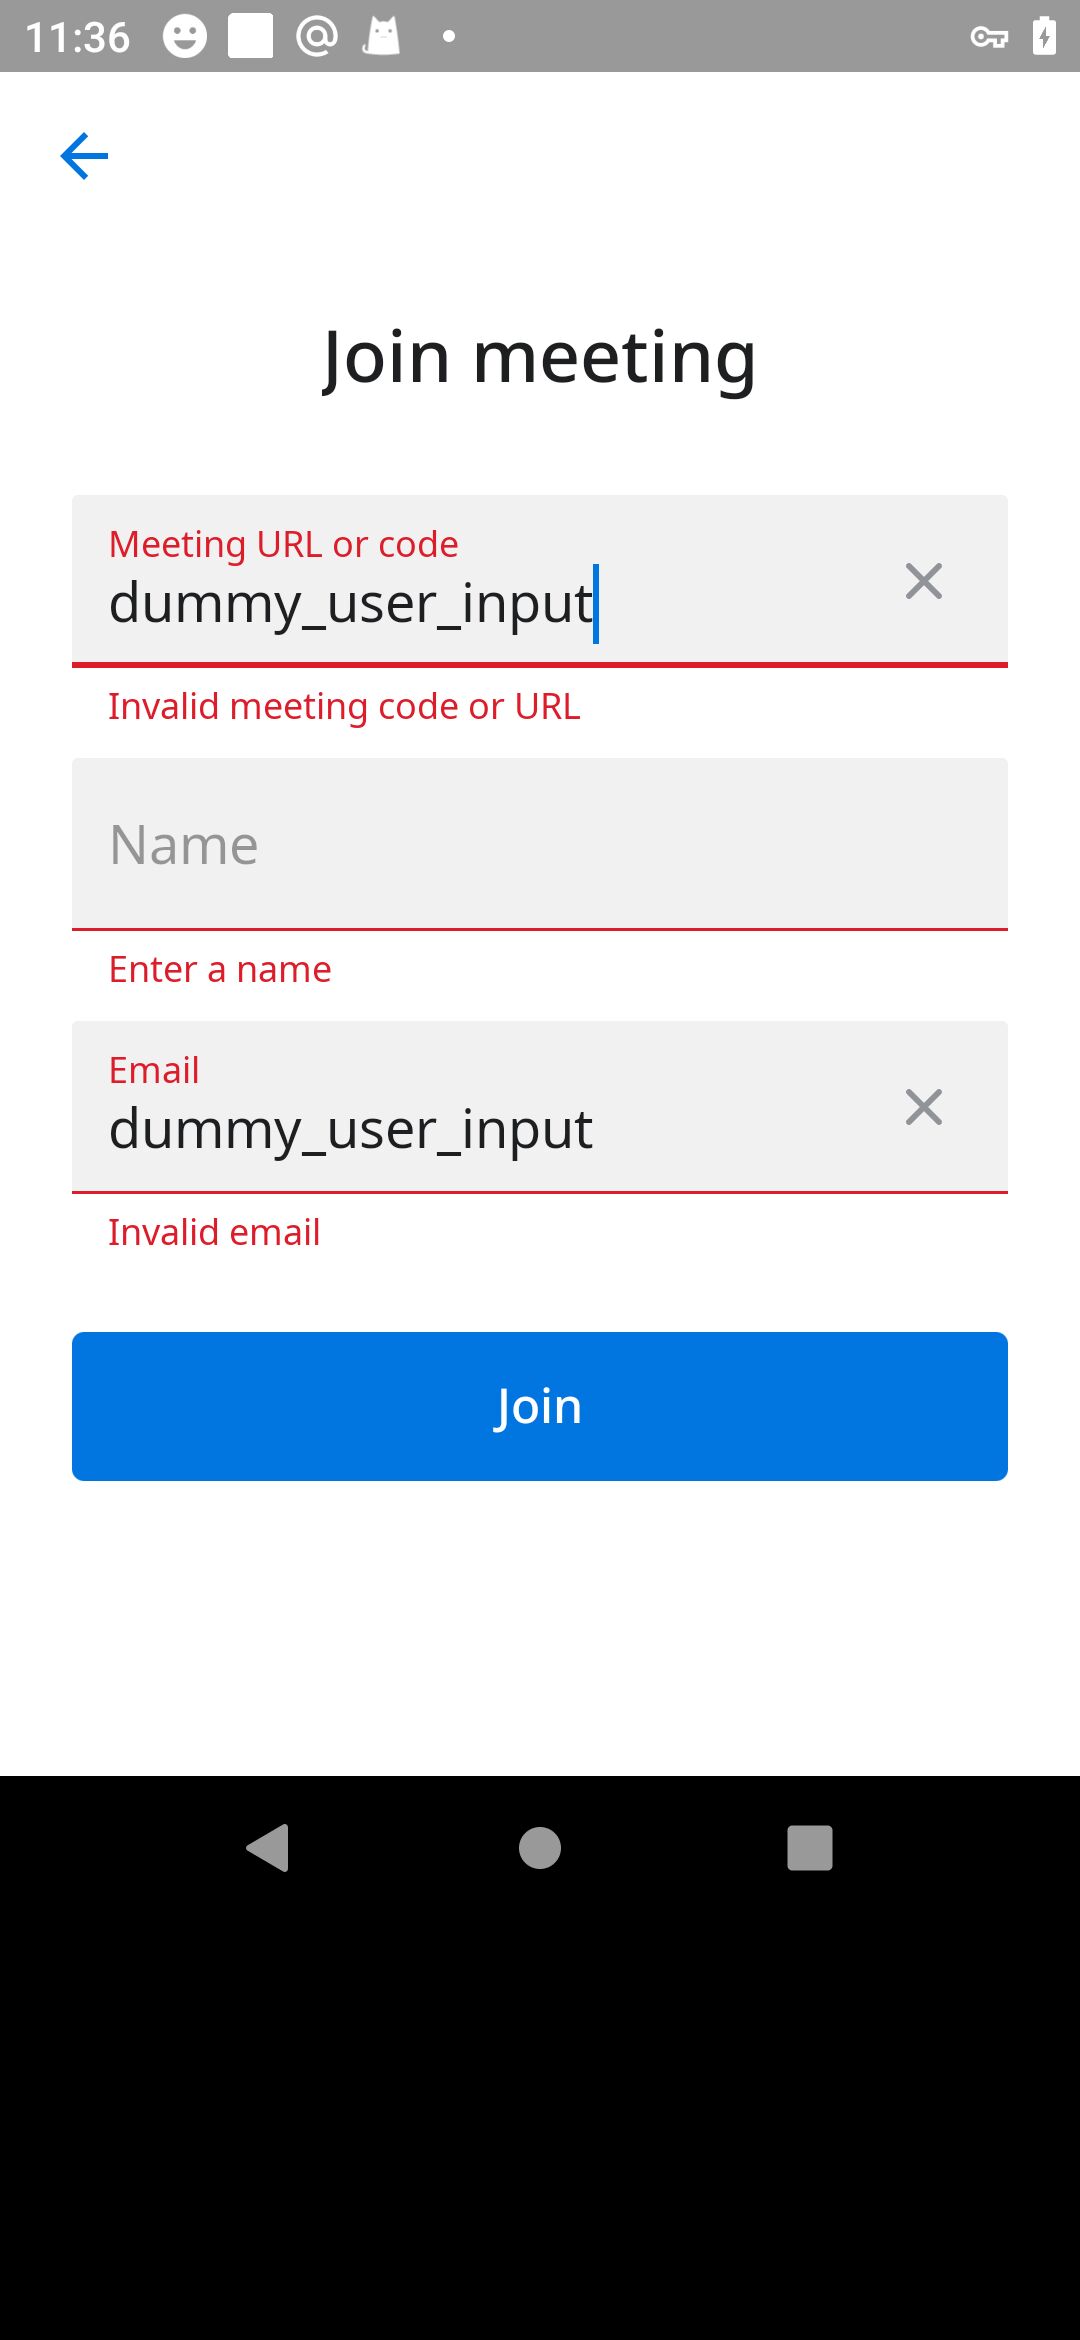 11:36
Join meeting
Meeting URL or code
dummy_user_input
Invalid meeting code or URL
Name
Enter a name
Email
dummy_user_input
Invalid email
Join